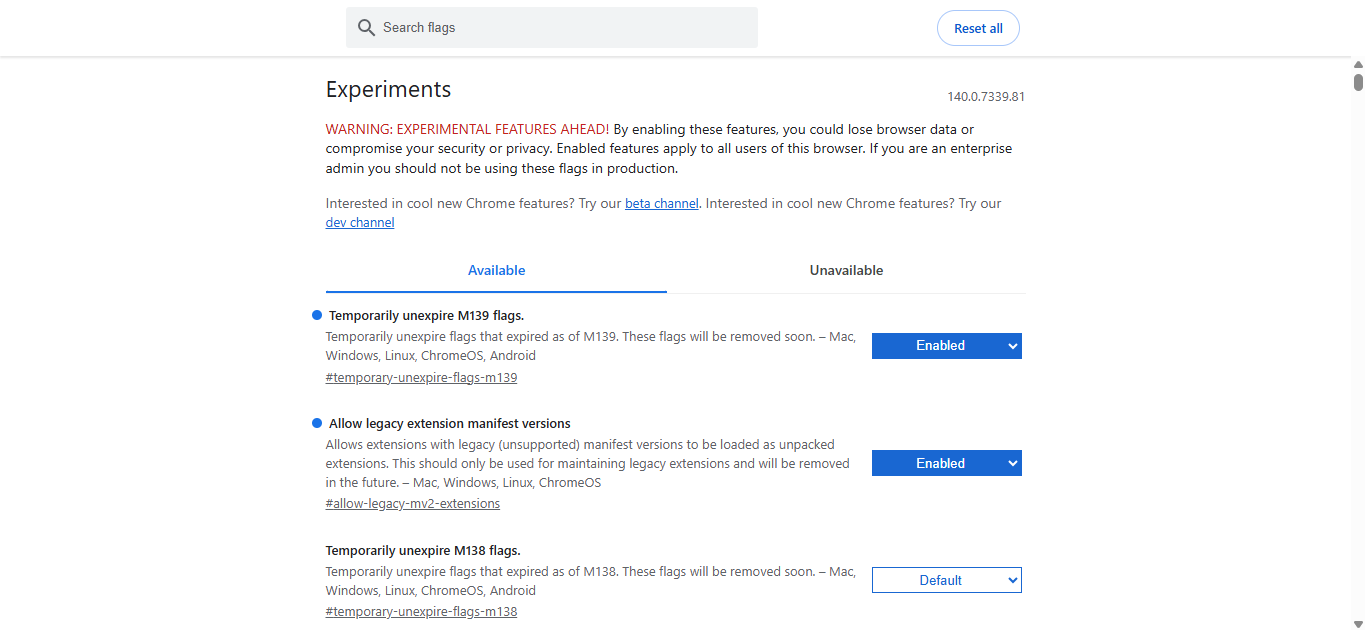 Search flags
Reset all
Experiments
140.0.7339.81
WARNING: EXPERIMENTAL FEATURES AHEAD! By enabling these features, you could lose browser data or
compromise your security or privacy. Enabled features apply to all users of this browser. If you are an enterprise
admin you should not be using these flags in production.
Interested in cool new Chrome features? Try our beta channel. Interested in cool new Chrome features? Try our
dev channel
Available
Unavailable
Temporarily unexpire M139 flags.
Temporarily unexpire flags that expired as of M139. These flags will be removed soon. – Mac,
Windows, Linux, ChromeOS, Android
#temporary-unexpire-flags-m139
Enabled
Allow legacy extension manifest versions
Allows extensions with legacy (unsupported) manifest versions to be loaded as unpacked
extensions. This should only be used for maintaining legacy extensions and will be removed
in the future. – Mac, Windows, Linux, ChromeOS
#allow-legacy-mv2-extensions
Enabled
Temporarily unexpire M138 flags.
Temporarily unexpire flags that expired as of M138. These flags will be removed soon. – Mac,
Windows, Linux, ChromeOS, Android
#temporary-unexpire-flags-m138
Default